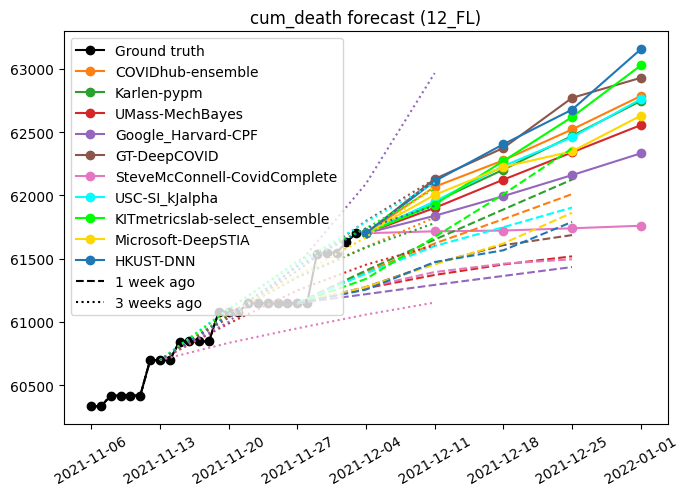 cum_death forecast (12_FL)
63000
62500
62000
61500
61000
60500
Ground truth
COVIDhub-ensemble
Karlen-pypm
UMass-MechBayes
Google_Harvard-CPF
GT-DeepCOVID
SteveMcConnell-CovidComplete
USC-SI_kJalpha
KITmetricslab-select_ensemble
Microsoft-DeepSTIA
HKUST-DNN
1 week ago
3 weeks ago
2021-11-06
2021-11-13
2021-11-20
2021-11-27
2021-12-04
2021-12-11
2021-12-18
2021-12-25
2022-01-01